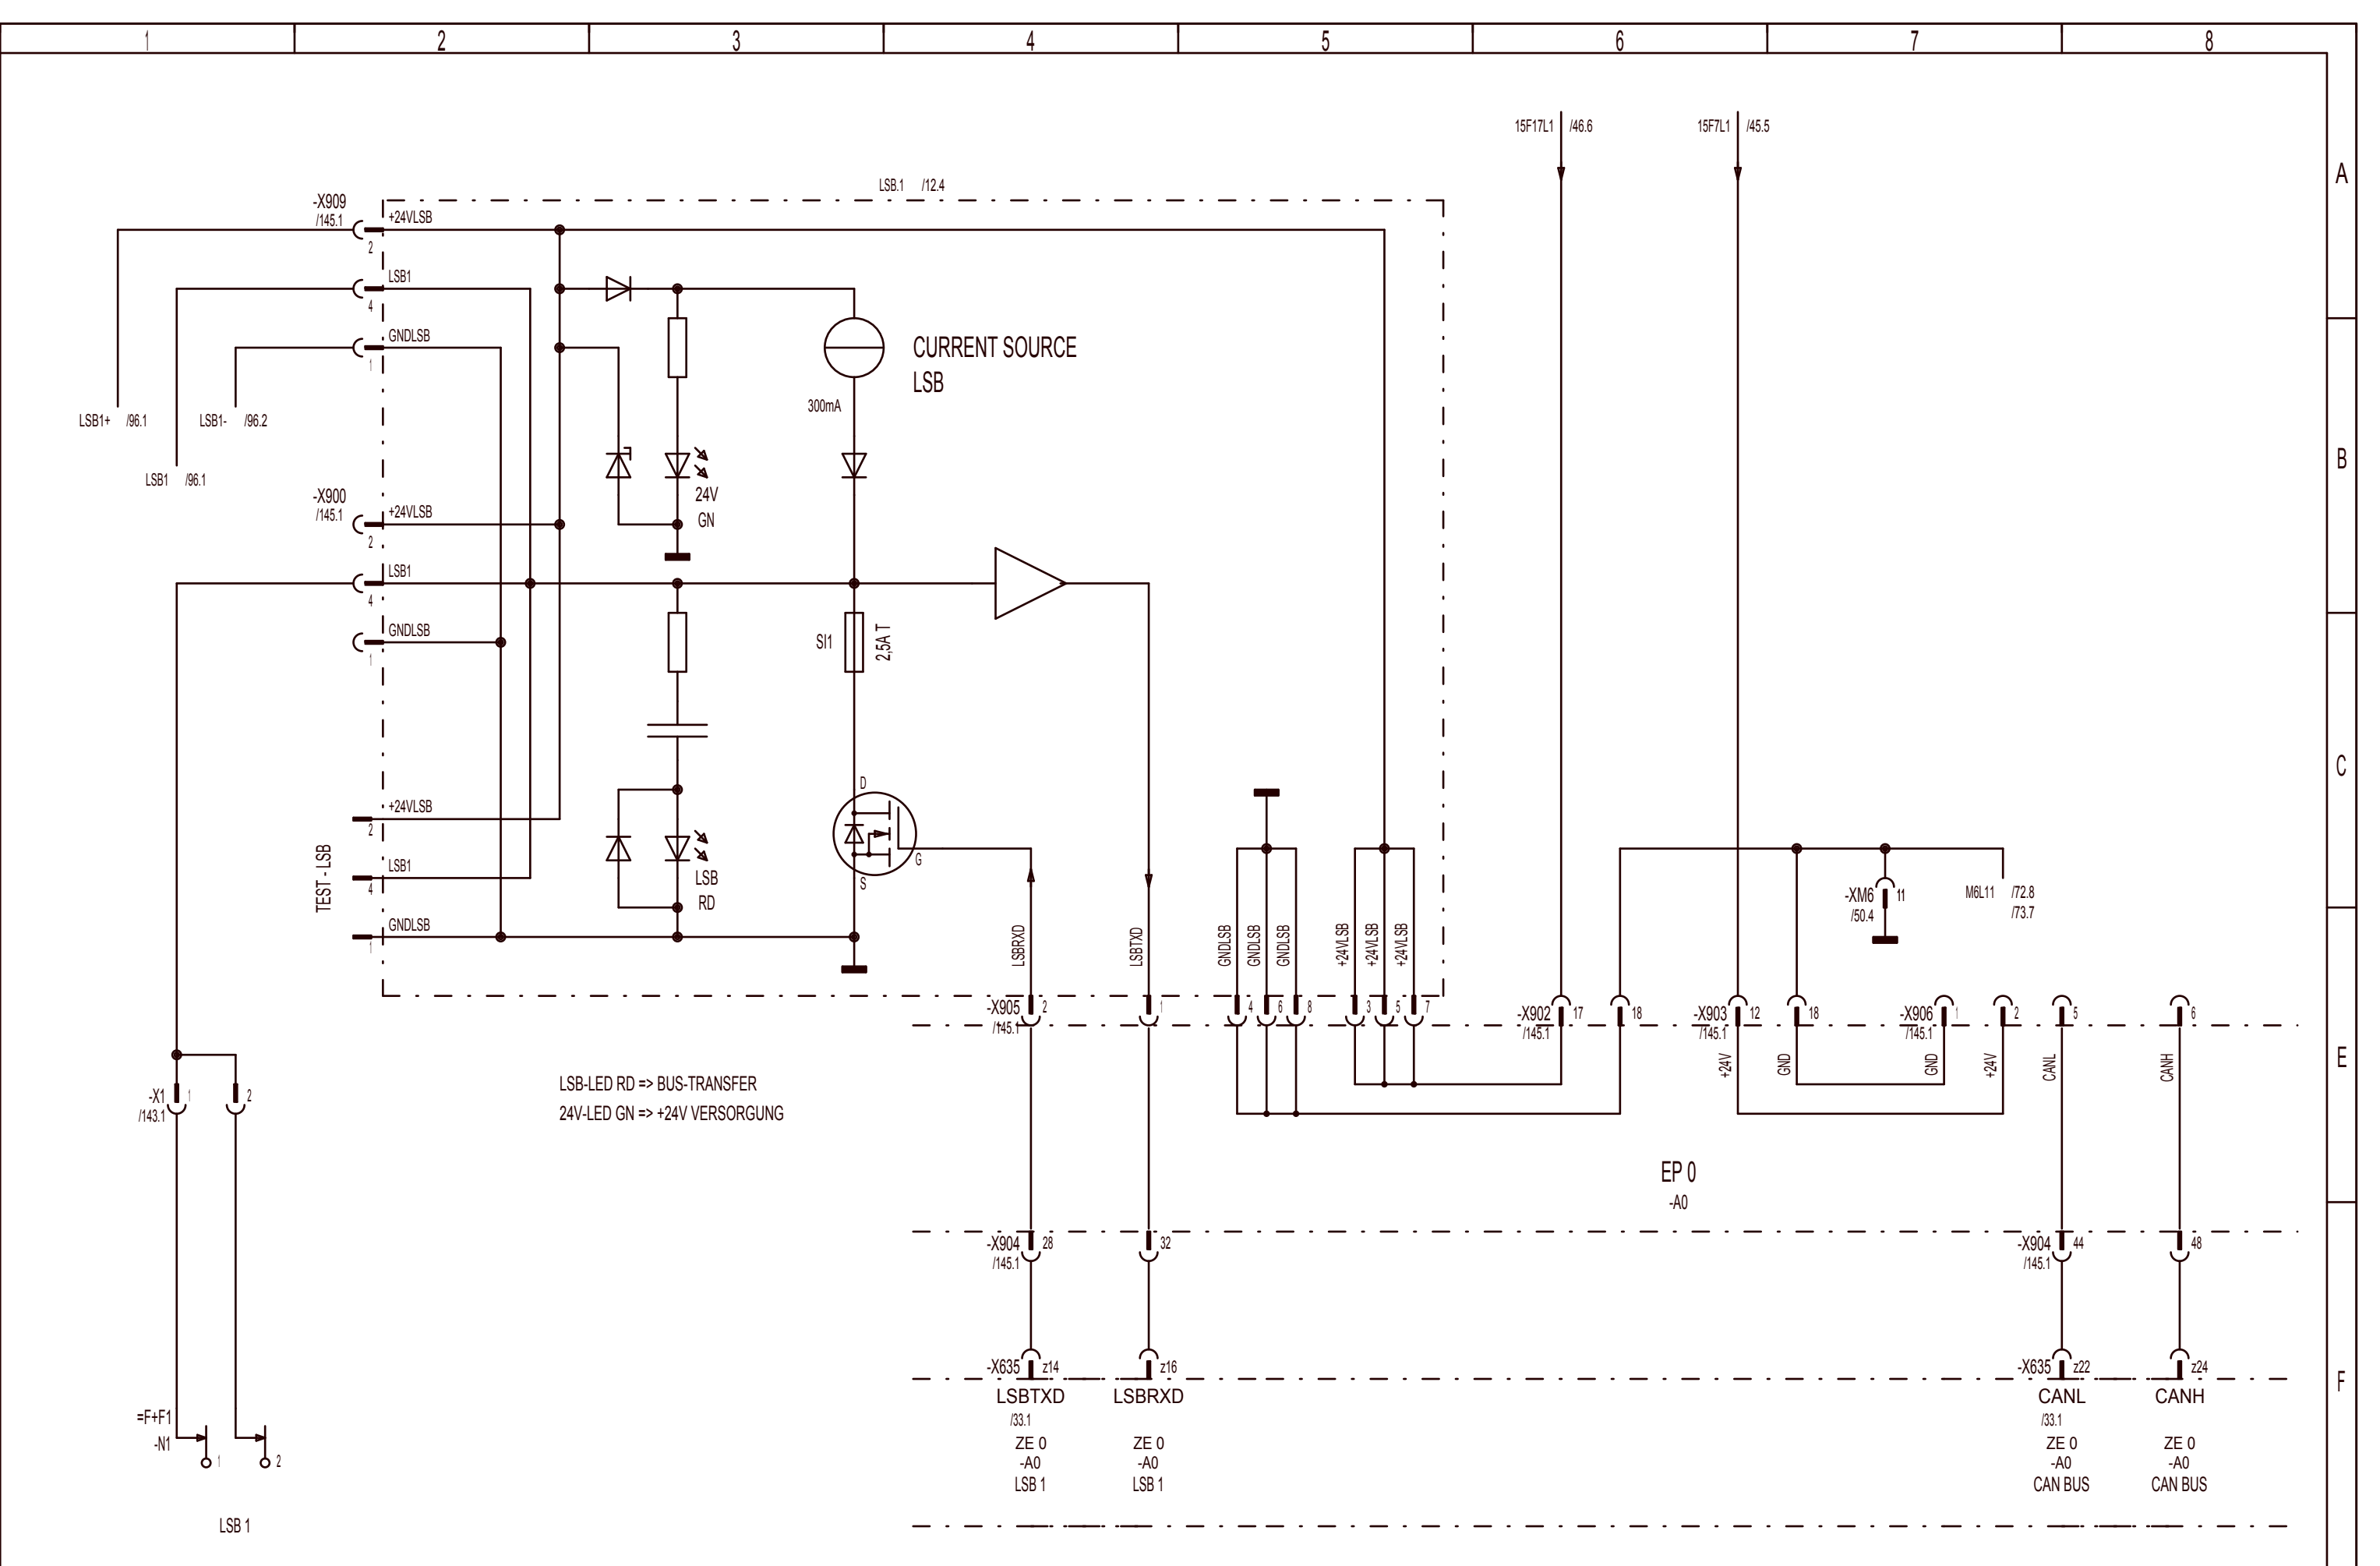 1 2 3 4 5 6 7 8
15F17L1 /46.6
15F7L1 /45.5
A
LSB.1 /12.4
-X909
/145.1
+24VLSB
2
LSB1
4
GNDLSB
1
CURRENT SOURCE
LSB
300mA
LSB1+ /96.1
LSB1- /96.2
LSB1 /96.1
B
-X900
/145.1
+24VLSB
2
24V
GN
LSB1
4
GNDLSB
1
SI1
2,5A T
C
D
+24VLSB
2
TEST - LSB
LSB1
4
G
S
LSB
RD
GNDLSB
1
-XM6
/50.4
11
M6L11 /72.8
/73.7
LSBRXD
LSBTXD
GNDLSB
GNDLSB
GNDLSB
+24VLSB
+24VLSB
+24VLSB
-X905
/145.1
2 1 4 6 8 3 5 7
-X902
/145.1
17 18
-X903
/145.1
12 18
-X906
/145.1
1 2 5 6
+24V
GND
GND
+24V
CANL
CANH
E
LSB-LED RD => BUS-TRANSFER
24V-LED GN => +24V VERSORGUNG
-X1
/143.1
1 2
EP 0
-A0
-X904
/145.1
28 32
-X904
/145.1
44 48
-X635 z14 z16
-X635 z22 z24
F
LSBTXD
/33.1
ZE 0
-A0
LSB 1
LSBRXD
ZE 0
-A0
LSB 1
CANL
/33.1
ZE 0
-A0
CAN BUS
CANH
ZE 0
-A0
CAN BUS
=F+F1
-N1
1 2
LSB 1